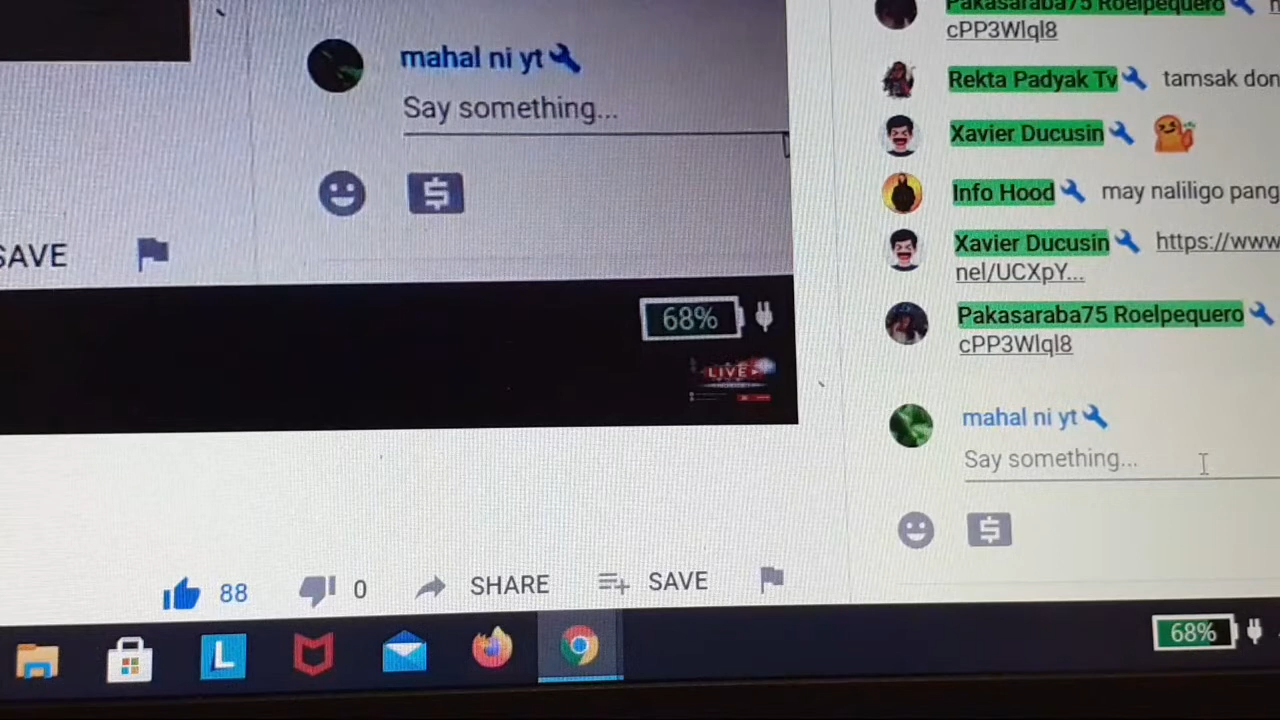 mahal ni yt
Say something...
SAVE
68%
LIVE
Pakasaraba75 Roelpequero
cPP3Wlql8
Rekta Padyak Tv tamsak don
Xavier Ducusin
Info Hood may naliligo pang
Xavier Ducusin https://www
nel/UCXpY...
Pakasaraba75 Roelpequero
cPP3Wlql8
mahal ni yt
Say something...
88 0 SHARE SAVE
L
68%